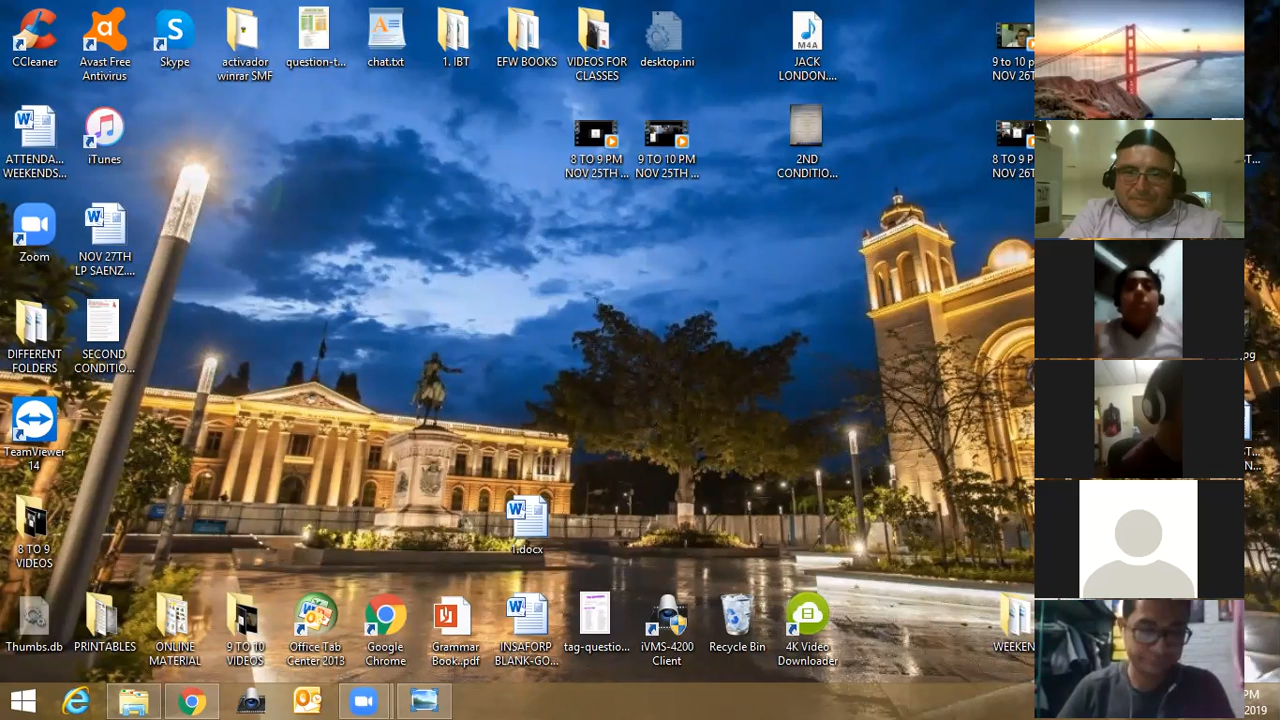 CCleaner
Avast Free
Antivirus
Skype
activador
winrar SMF
question-t...
chat.txt
1. IBT
EFW BOOKS
VIDEOS FOR
CLASSES
desktop.ini
M4A
JACK
LONDON....
9 to 10 p
NOV 26T
ATTENDA...
WEEKENDS...
iTunes
8 TO 9 PM
NOV 25TH ...
9 TO 10 PM
NOV 25TH ...
2ND
CONDITIO...
8 TO 9 P
NOV 26T
Zoom
NOV 27TH
LP SAENZ....
DIFFERENT
FOLDERS
SECOND
CONDITIO...
TeamViewer
14
8 TO 9
VIDEOS
1.docx
Thumbs.db
PRINTABLES
ONLINE
MATERIAL
9 TO 10
VIDEOS
Office Tab
Center 2013
Google
Chrome
Grammar
Book..pdf
INSAFORP
BLANK-GO...
tag-questio...
iVMS-4200
Client
Recycle Bin
4K Video
Downloader
WEEKEN
PM
2019